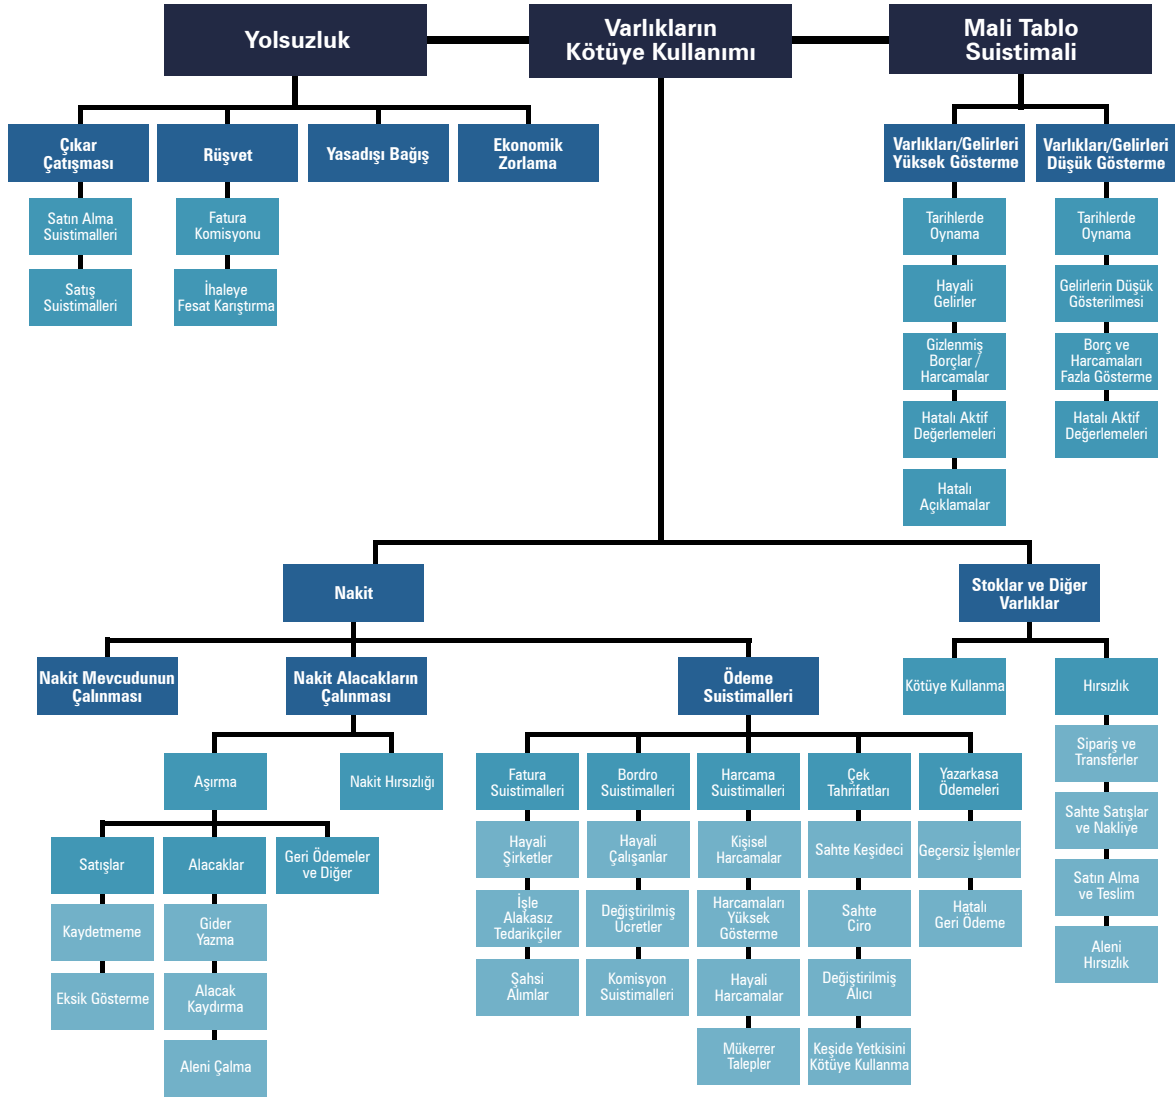 Yolsuzluk
Varlıkların
Kötüye Kullanımı
Mali Tablo
Suistimali
Çıkar
Çatışması
Rüşvet
Yasadışı Bağış
Ekonomik
Zorlama
Varlıkları/Gelirleri
Yüksek Gösterme
Varlıkları/Gelirleri
Düşük Gösterme
Satın Alma
Suistimalleri
Satış
Suistimalleri
Fatura
Komisyonu
İhaleye
Fesat Karıştırma
Tarihlerde
Oynama
Hayali
Gelirler
Gizlenmiş
Borçlar /
Harcamalar
Hatalı Aktif
Değerlemeleri
Hatalı
Açıklamalar
Tarihlerde
Oynama
Gelirlerin Düşük
Gösterilmesi
Borç ve
Harcamaları
Fazla Gösterme
Hatalı Aktif
Değerlemeleri
Nakit
Stoklar ve Diğer
Varlıklar
Nakit Mevcudunun
Çalınması
Nakit Alacakların
Çalınması
Ödeme
Suistimalleri
Kötüye Kullanma
Hırsızlık
Sipariş ve
Transferler
Sahte Satışlar
ve Nakliye
Satın Alma
ve Teslim
Aleni
Hırsızlık
Aşırma
Nakit Hırsızlığı
Satışlar
Alacaklar
Geri Ödemeler
ve Diğer
Kaydetmeme
Eksik Gösterme
Gider
Yazma
Alacak
Kaydırma
Aleni Çalma
Fatura
Suistimalleri
Hayali
Şirketler
İşle
Alakasız
Tedarikçiler
Şahsi
Alımlar
Bordro
Suistimalleri
Hayali
Çalışanlar
Değiştirilmiş
Ücretler
Komisyon
Suistimalleri
Harcama
Suistimalleri
Kişisel
Harcamalar
Harcamaları
Yüksek
Gösterme
Hayali
Harcamalar
Mükerrer
Talepler
Çek
Tahrifatları
Sahte Keşideci
Sahte
Ciro
Değiştirilmiş
Alıcı
Keşide Yetkisini
Kötüye Kullanma
Yazarkasa
Ödemeleri
Geçersiz İşlemler
Hatalı
Geri Ödeme